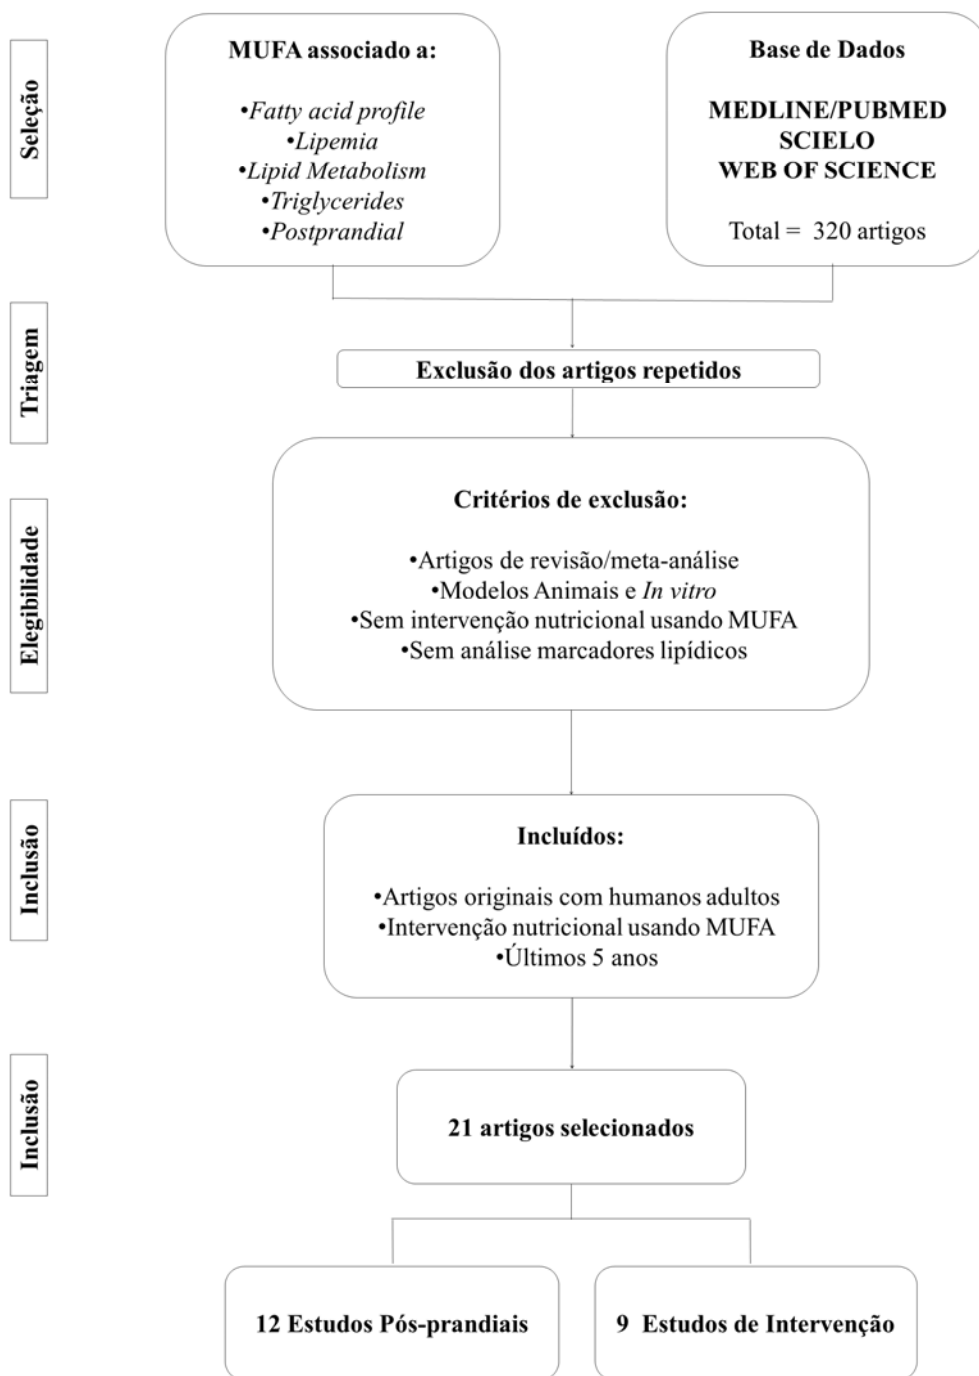 Seleção
MUFA associado a:
•Fatty acid profile
•Lipemia
•Lipid Metabolism
•Triglycerides
•Postprandial
Base de Dados
MEDLINE/PUBMED
SCIELO
WEB OF SCIENCE
Total = 320 artigos
Triagem
Exclusão dos artigos repetidos
Elegibilidade
Critérios de exclusão:
•Artigos de revisão/meta-análise
•Modelos Animais e In vitro
•Sem intervenção nutricional usando MUFA
•Sem análise marcadores lipídicos
Inclusão
Incluídos:
•Artigos originais com humanos adultos
•Intervenção nutricional usando MUFA
•Últimos 5 anos
Inclusão
21 artigos selecionados
12 Estudos Pós-prandiais
9 Estudos de Intervenção